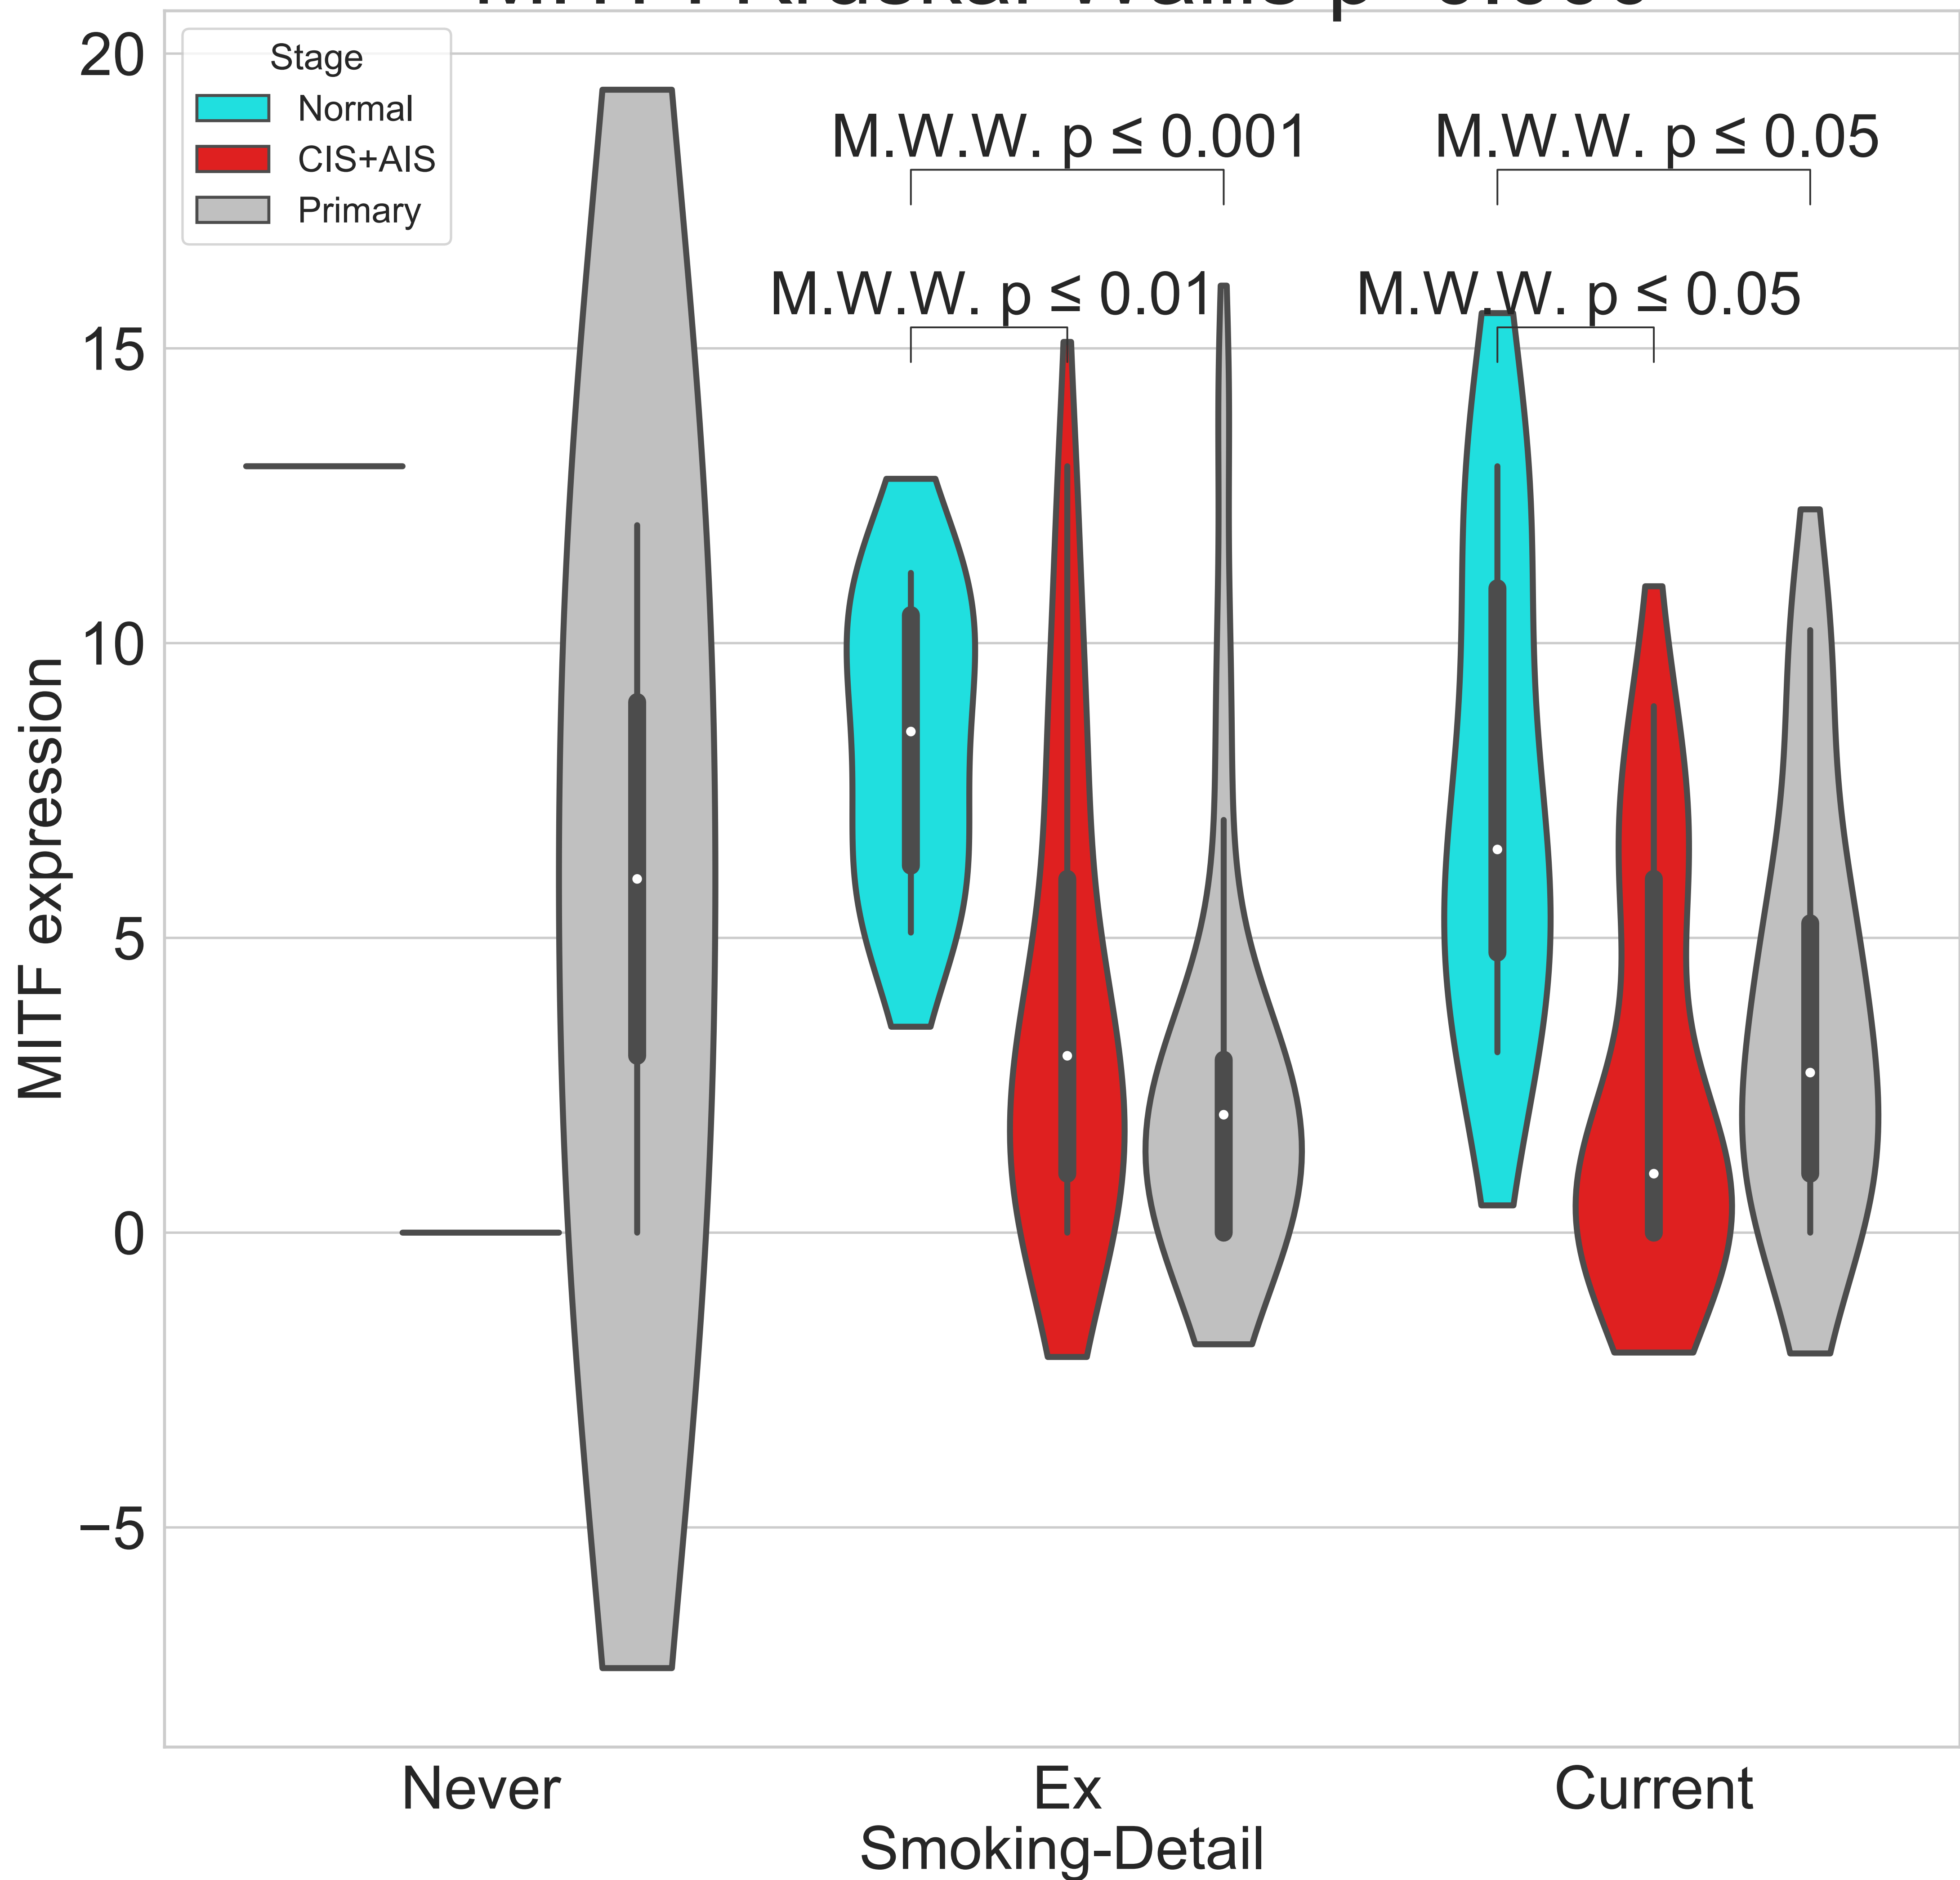 20
15
10
5
0
−5
MITF expression
Stage
Normal
CIS+AIS
Primary
M.W.W. p ≤ 0.001
M.W.W. p ≤ 0.05
M.W.W. p ≤ 0.01
M.W.W. p ≤ 0.05
Never
Ex
Current
Smoking-Detail